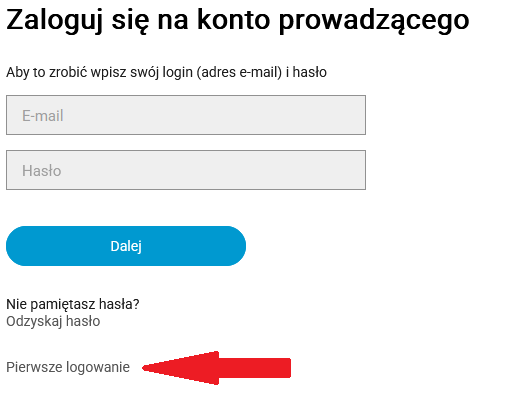 Zaloguj się na konto prowadzącego
Aby to zrobić wpisz swój login (adres e-mail) i hasło
E-mail
Hasło
Dalej
Nie pamiętasz hasła?
Odzyskaj hasło
Pierwsze logowanie